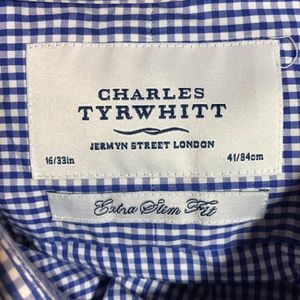 CHARLES
TYRWHITT
JERMYN STREET LONDON
16/33in 41/84cm
Extra Slim Fit